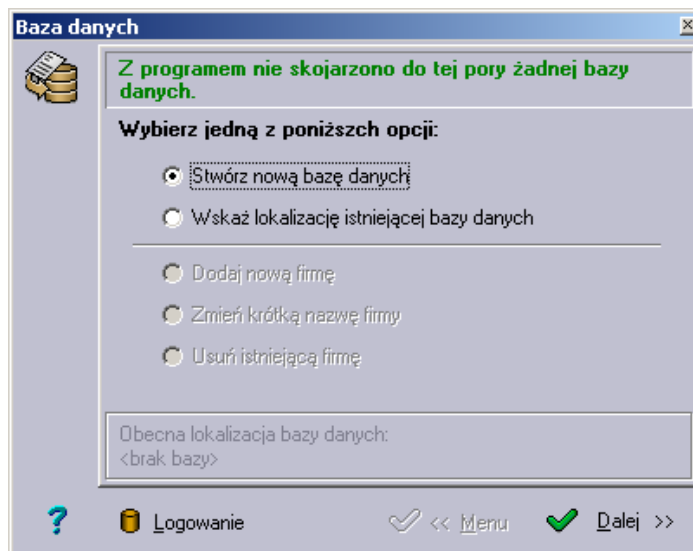 Baza danych
Z programem nie skojarzono do tej pory żadnej bazy
danych.
Wybierz jedną z poniższch opcji:
Stwórz nową bazę danych
Wskaż lokalizację istniejącej bazy danych
Dodaj nową firmę
Zmień krótką nazwę firmy
Usuń istniejącą firmę
Obecna lokalizacja bazy danych:
<brak bazy>
? Logowanie << Menu Dalej >>